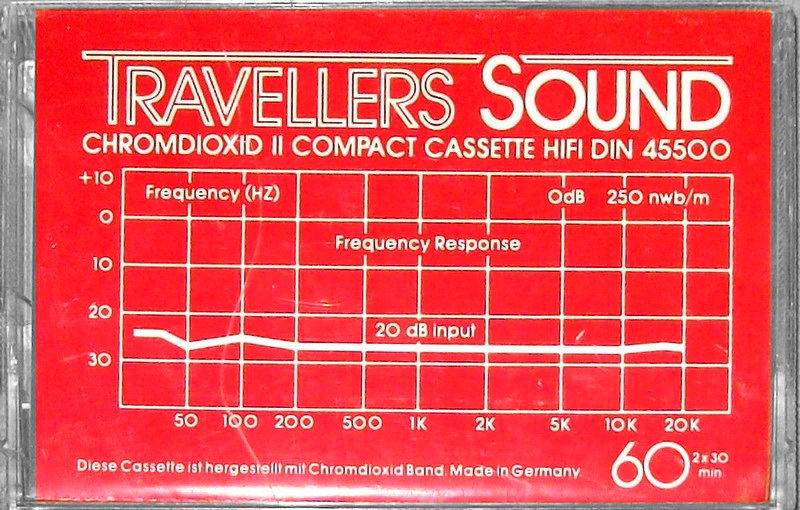 TRAVELLERS SOUND
CHROMDIOXID II COMPACT CASSETTE HIFI DIN 45500
+10
Frequency (HZ) 0dB 250 nwb/m
0
Frequency Response
10
20
20 dB input
30
50 100 200 500 1K 2K 5K 10K 20K
Diese Cassette ist hergestellt mit Chromdioxid Band. Made in Germany
60 2x30
min